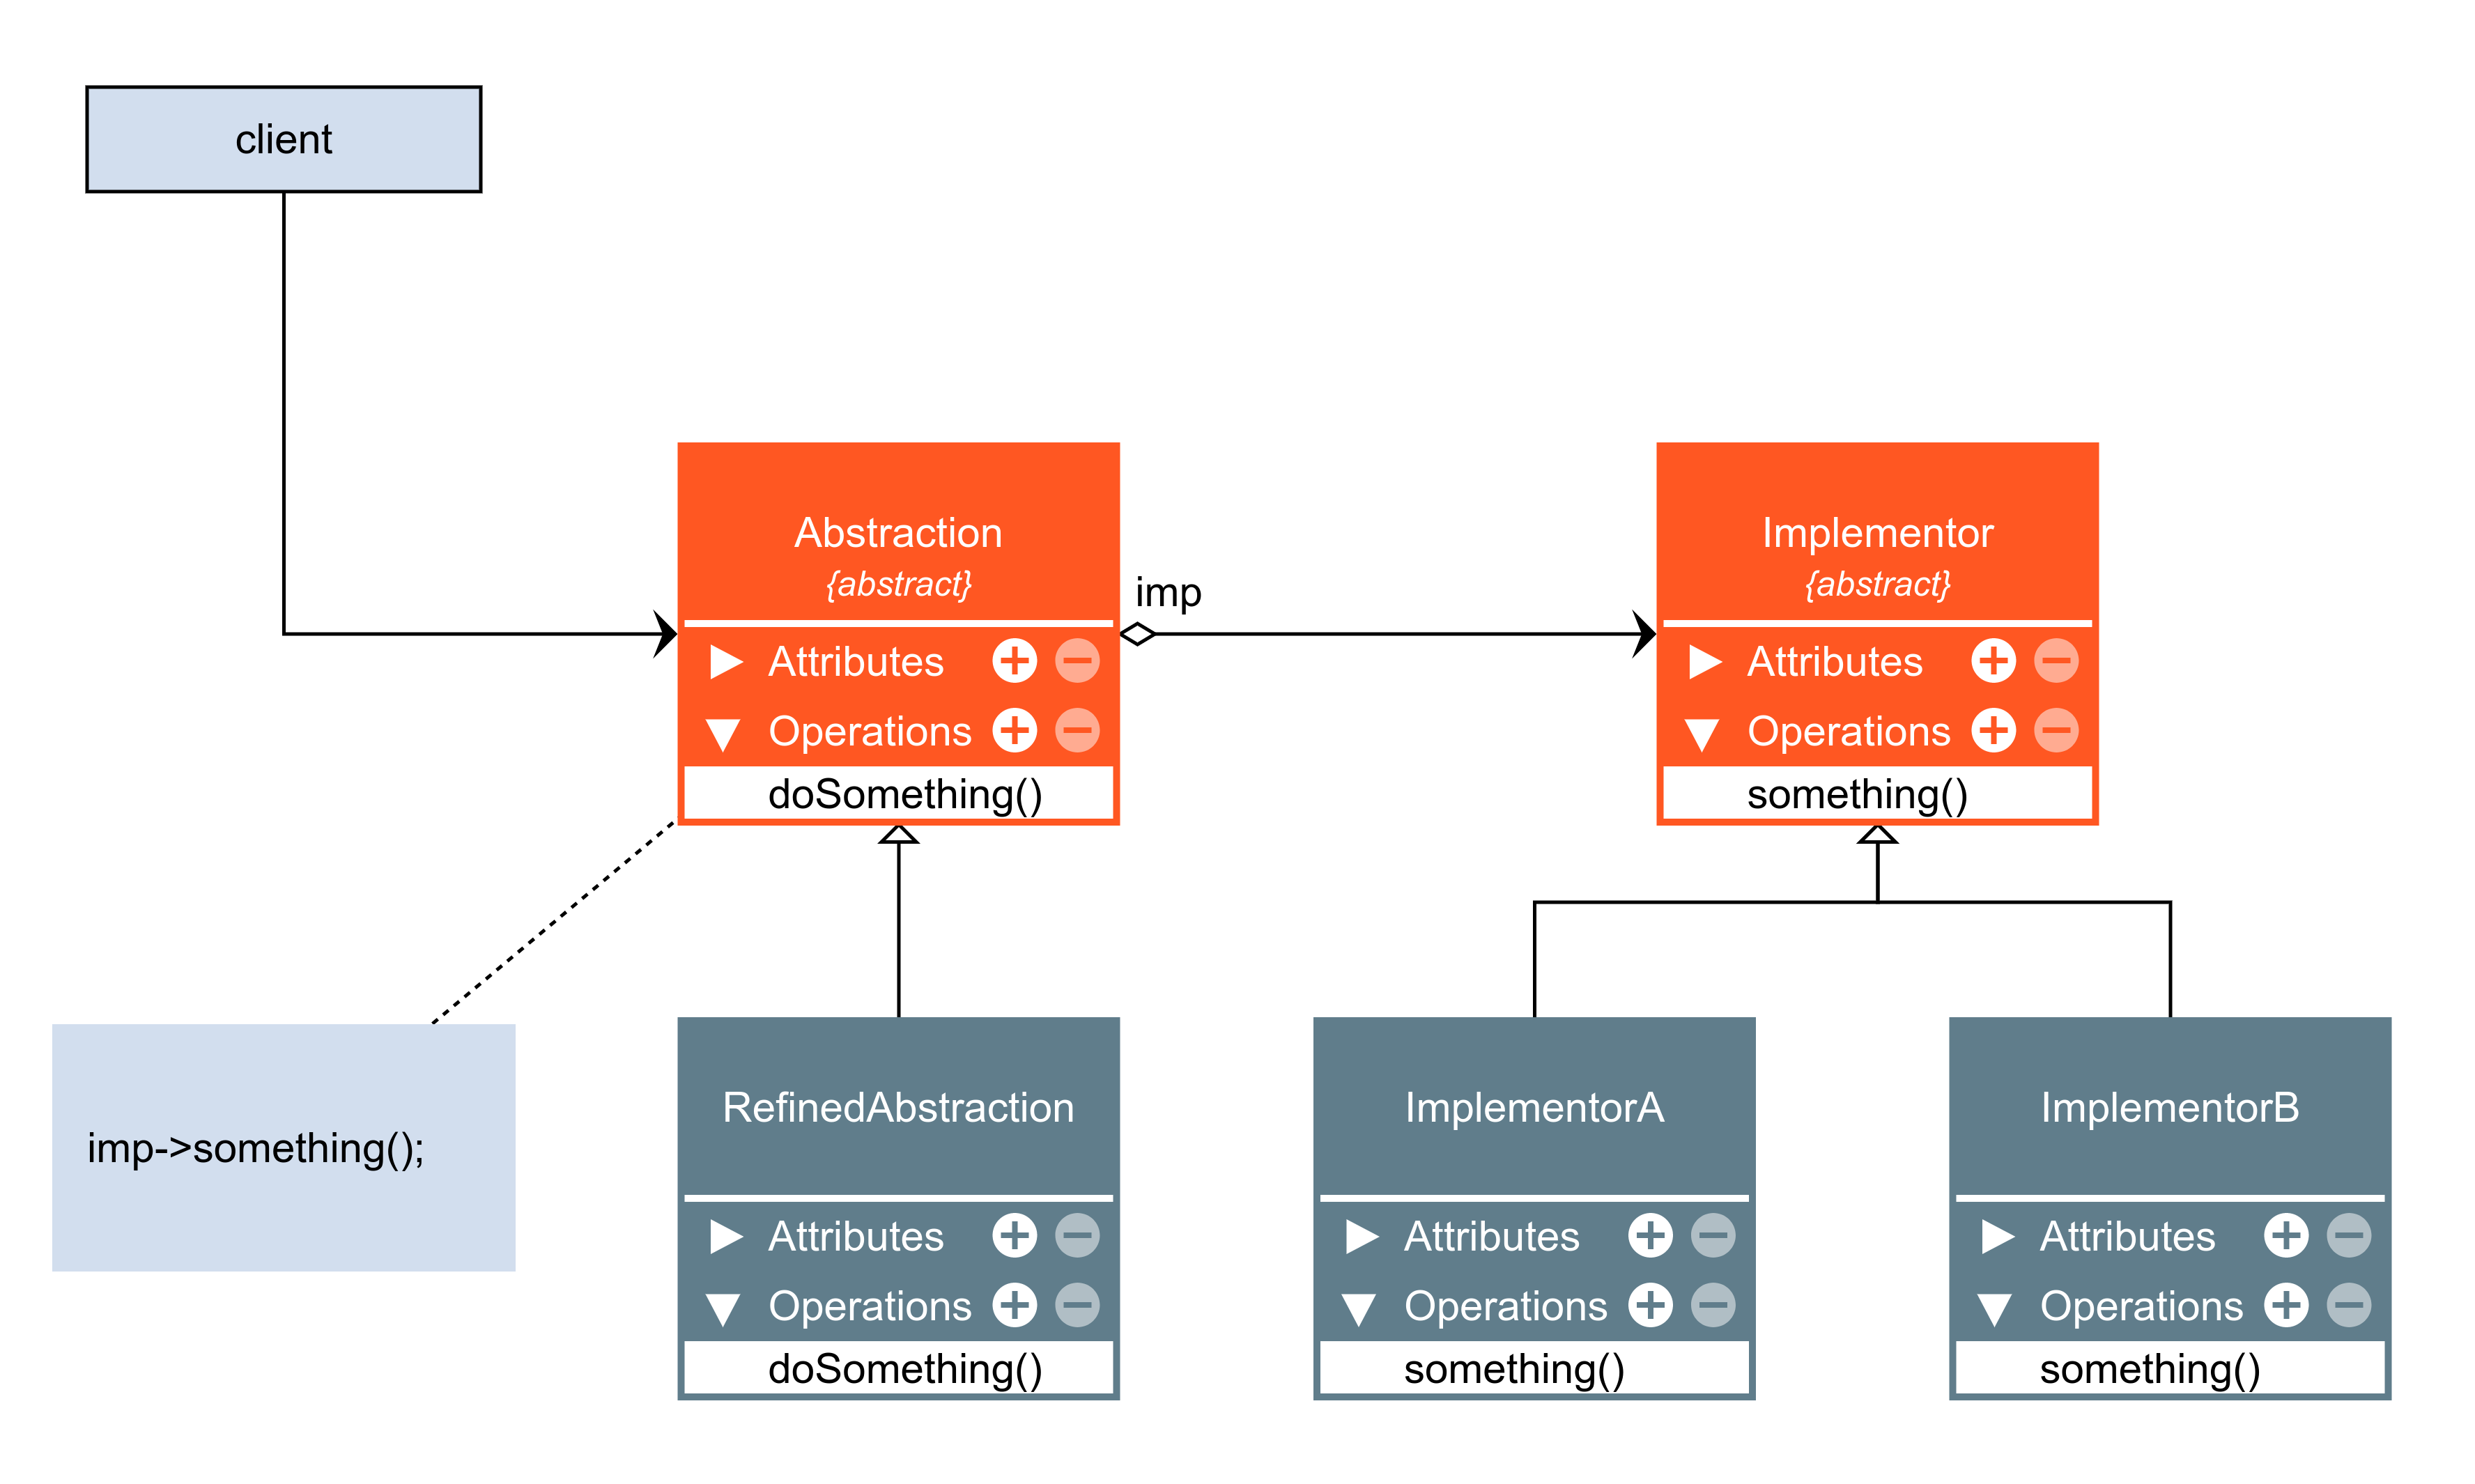 client
Abstraction
{abstract}
Attributes
Operations
doSomething()
imp
Implementor
{abstract}
Attributes
Operations
something()
imp->something();
RefinedAbstraction
Attributes
Operations
doSomething()
ImplementorA
Attributes
Operations
something()
ImplementorB
Attributes
Operations
something()